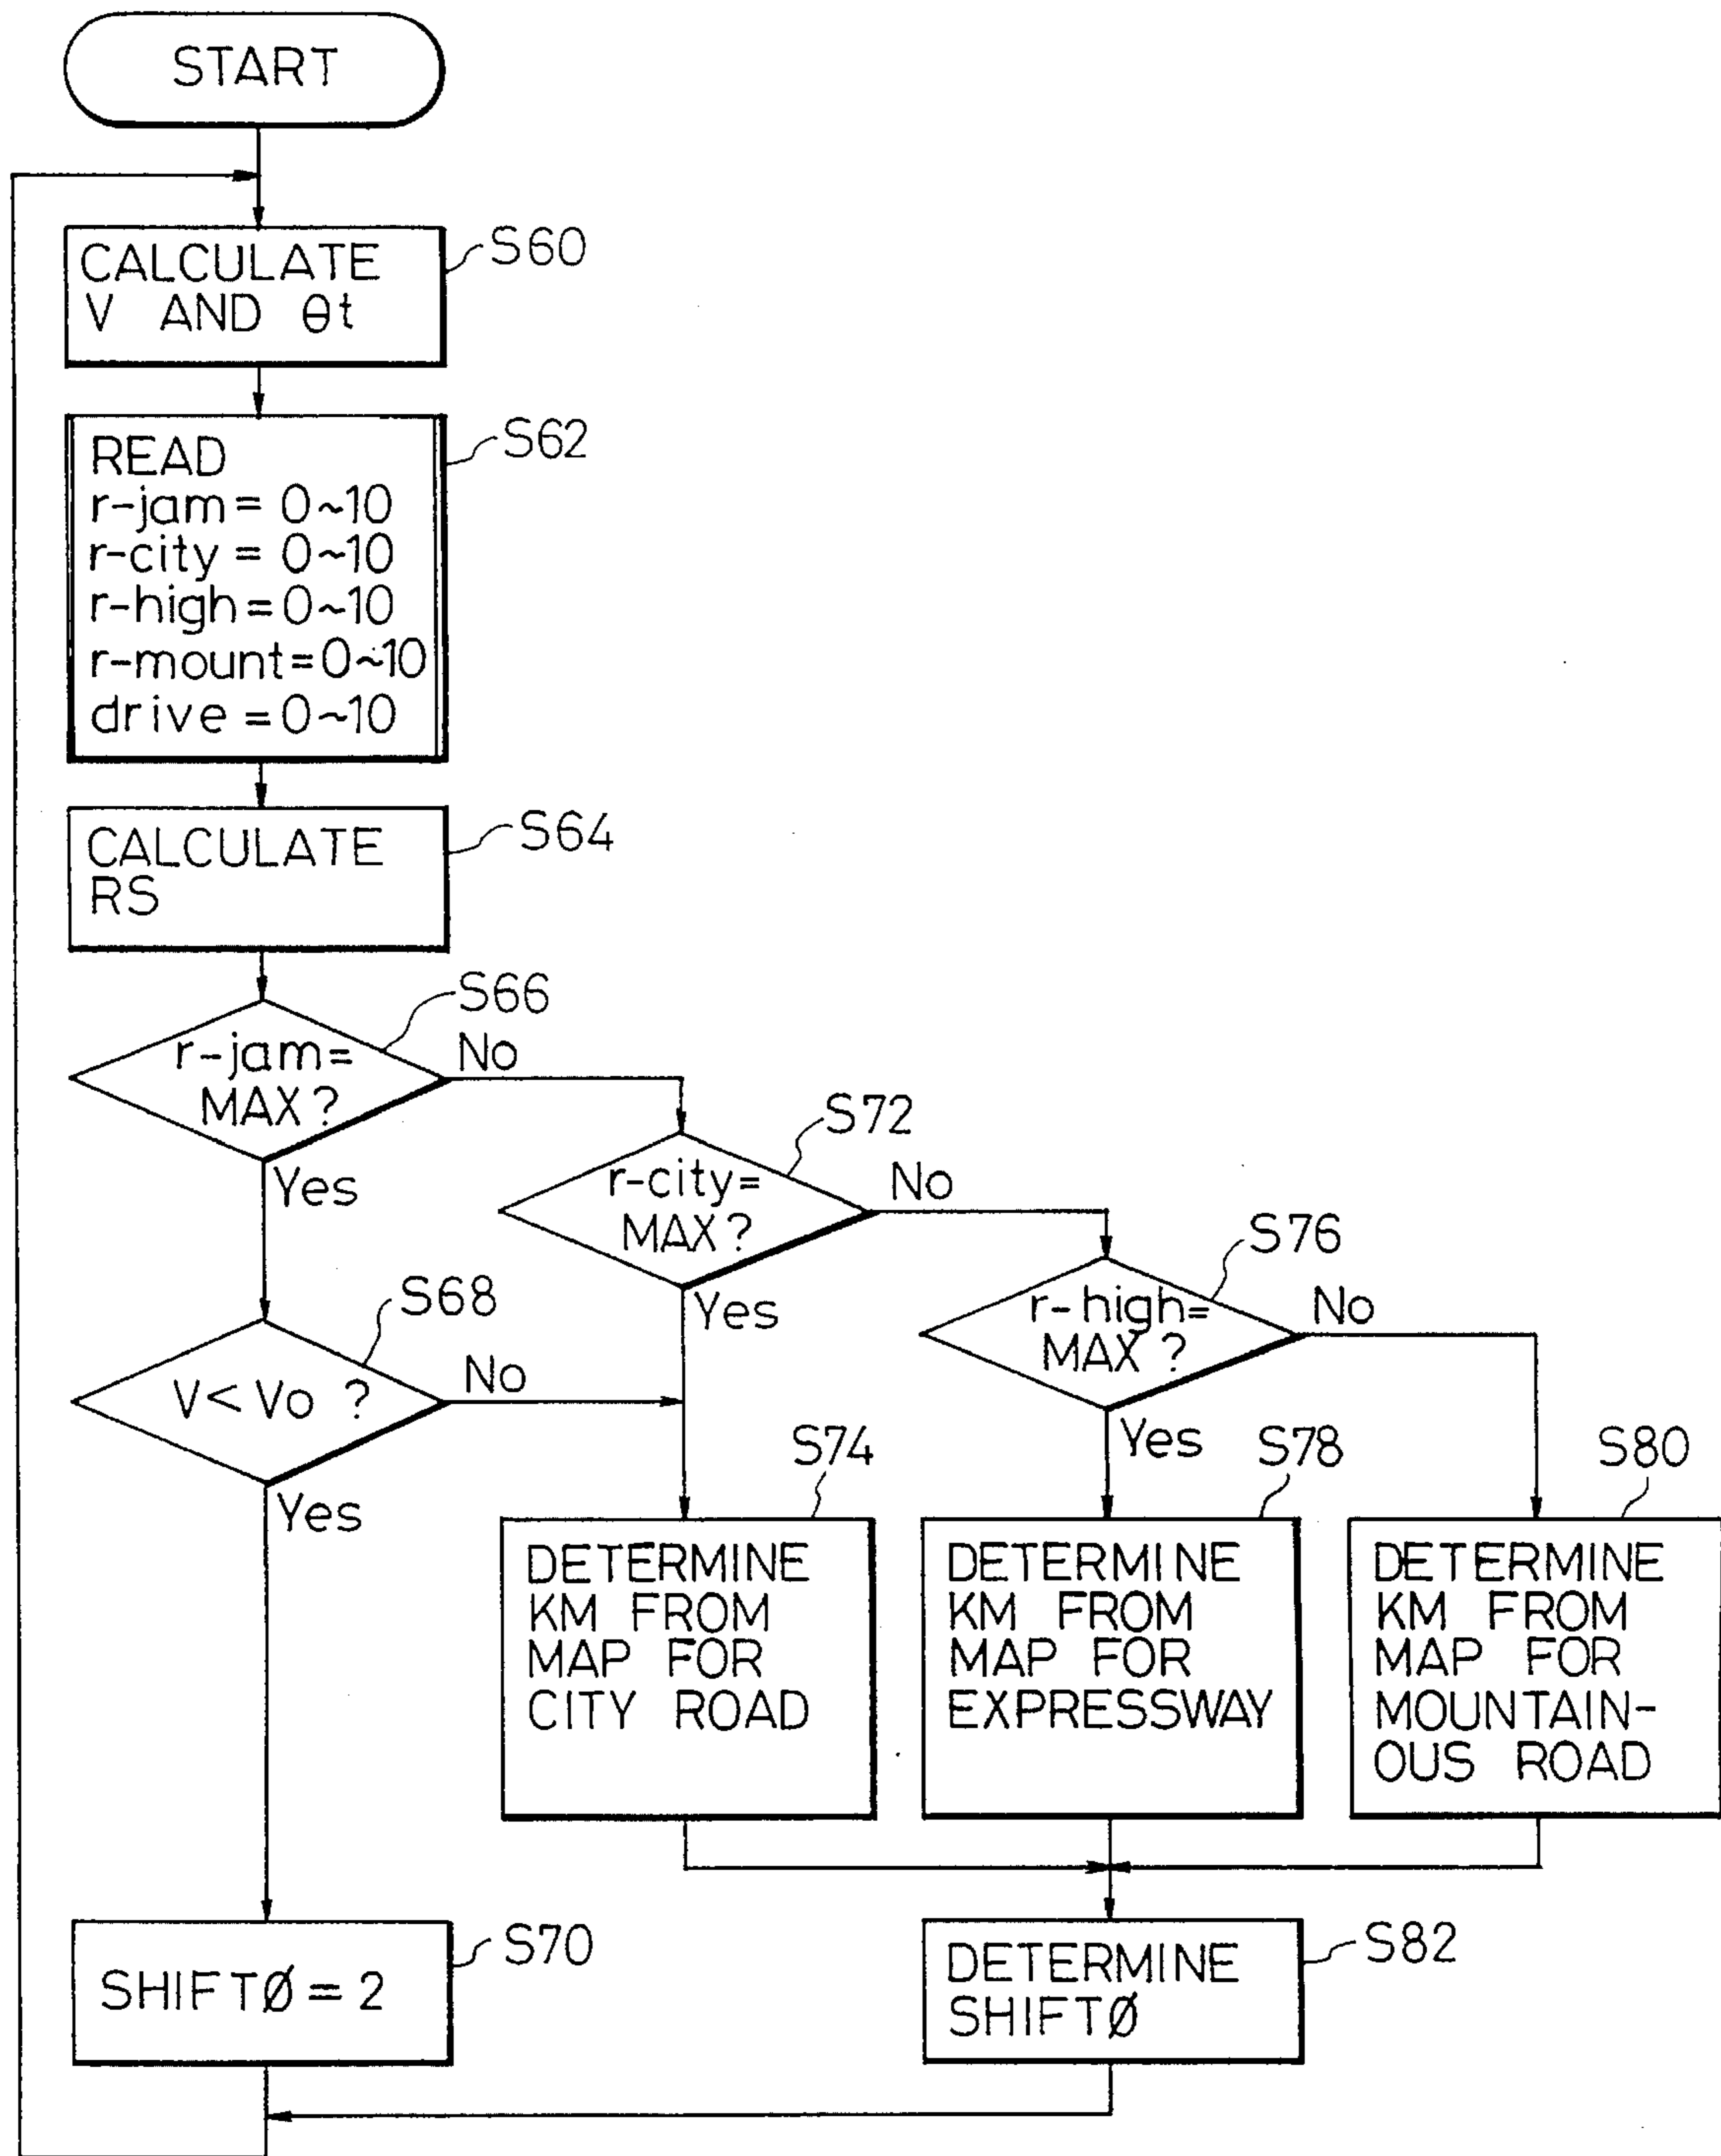 START
CALCULATE
V AND θt
S60
READ
r-jam= 0~10
r-city = 0~10
r-high=0~10
r-mount=0~10
drive =0~10
S62
CALCULATE
RS
S64
r-jam=
MAX?
S66
No
Yes
r-city=
MAX?
S72
No
Yes
r-high=
MAX ?
S76
No
Yes
V< Vo ?
S68
No
Yes
S74
DETERMINE
KM FROM
MAP FOR
CITY ROAD
S78
DETERMINE
KM FROM
MAP FOR
EXPRESSWAY
S80
DETERMINE
KM FROM
MAP FOR
MOUNTAIN-
OUS ROAD
SHIFTØ = 2
S70
DETERMINE
SHIFTØ
S82